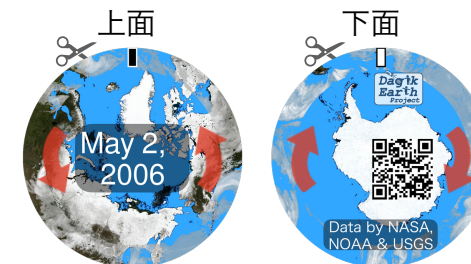 上面
下面
May 2,
2006
Dagik
Earth
Project
Data by NASA,
NOAA & USGS